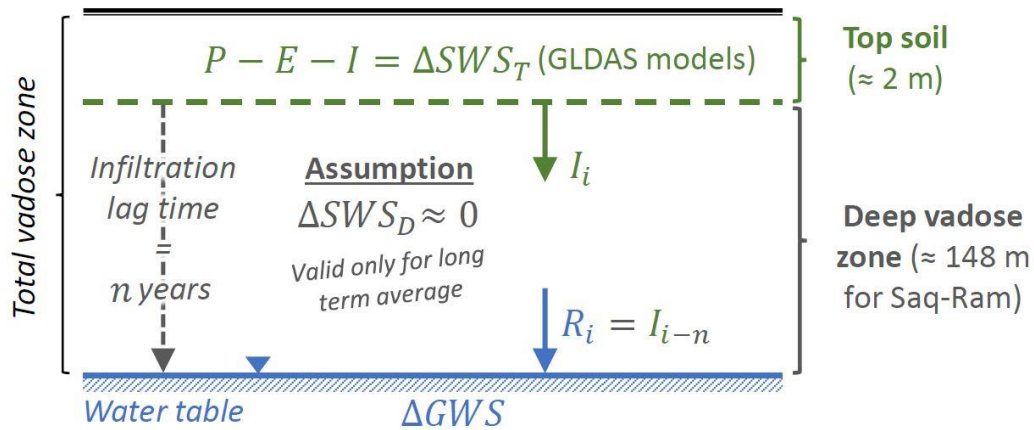 Total vadose zone
P − E − I = ΔSWS_T (GLDAS models)
Top soil
(≈ 2 m)
Infiltration
lag time
=
n years
Assumption
ΔSWS_D ≈ 0
Valid only for long
term average
I_i
R_i = I_{i−n}
Deep vadose
zone (≈ 148 m
for Saq-Ram)
Water table
ΔGWS